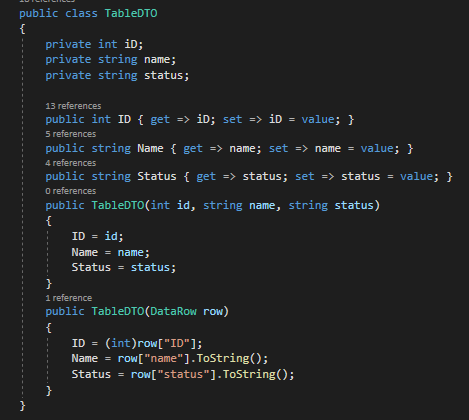 public class TableDTO
{
private int iD;
private string name;
private string status;
13 references
public int ID { get => iD; set => iD = value; }
5 references
public string Name { get => name; set => name = value; }
4 references
public string Status { get => status; set => status = value; }
0 references
public TableDTO(int id, string name, string status)
{
ID = id;
Name = name;
Status = status;
}
1 reference
public TableDTO(DataRow row)
{
ID = (int)row["ID"];
Name = row["name"].ToString();
Status = row["status"].ToString();
}
}